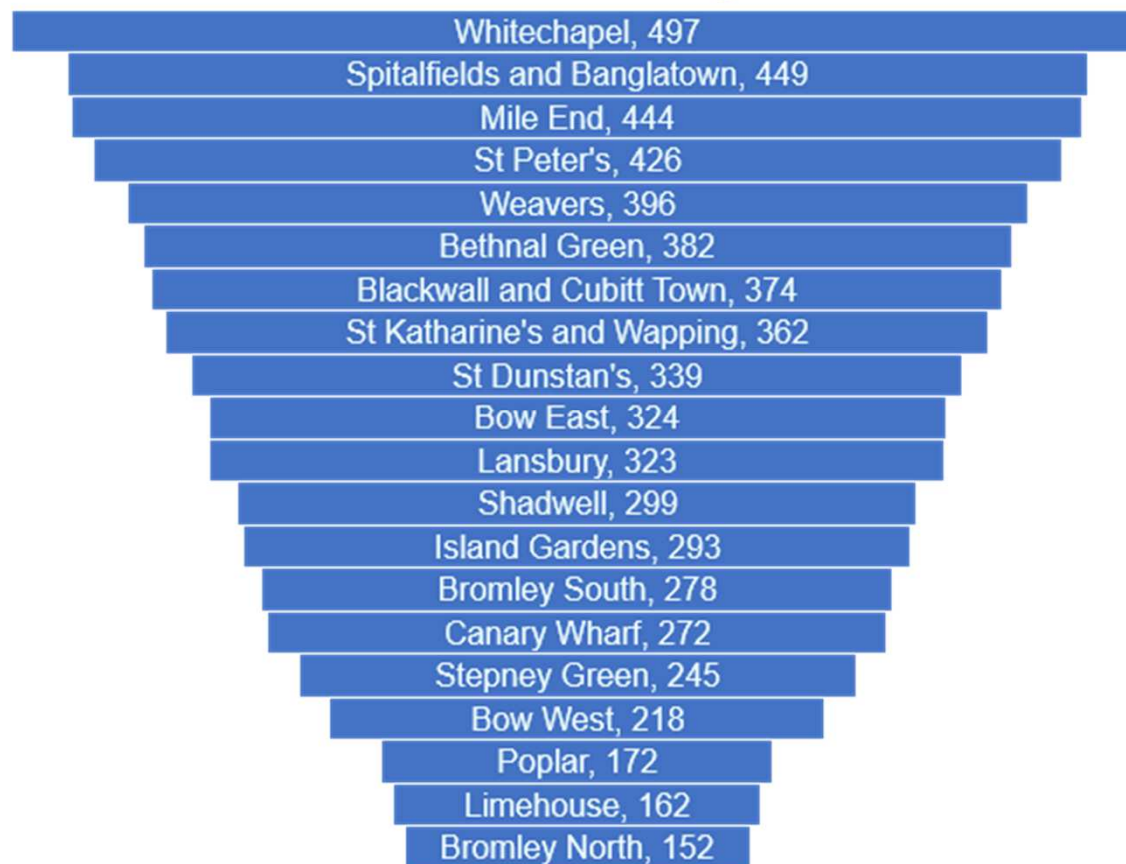 Whitechapel, 497
Spitalfields and Banglatown, 449
Mile End, 444
St Peter's, 426
Weavers, 396
Bethnal Green, 382
Blackwall and Cubitt Town, 374
St Katharine's and Wapping, 362
St Dunstan's, 339
Bow East, 324
Lansbury, 323
Shadwell, 299
Island Gardens, 293
Bromley South, 278
Canary Wharf, 272
Stepney Green, 245
Bow West, 218
Poplar, 172
Limehouse, 162
Bromley North, 152